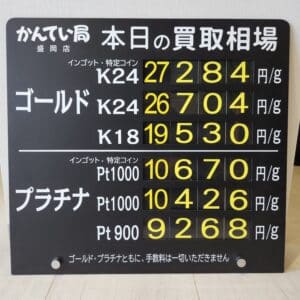 かんてい局
盛岡店
本日の買取相場
ゴールド
インゴット・特定コイン
K24 27284 円/g
K24 26704 円/g
K18 19530 円/g
プラチナ
インゴット・特定コイン
Pt1000 10670 円/g
Pt1000 10426 円/g
Pt900 9268 円/g
ゴールド・プラチナともに、手数料は一切いただきません